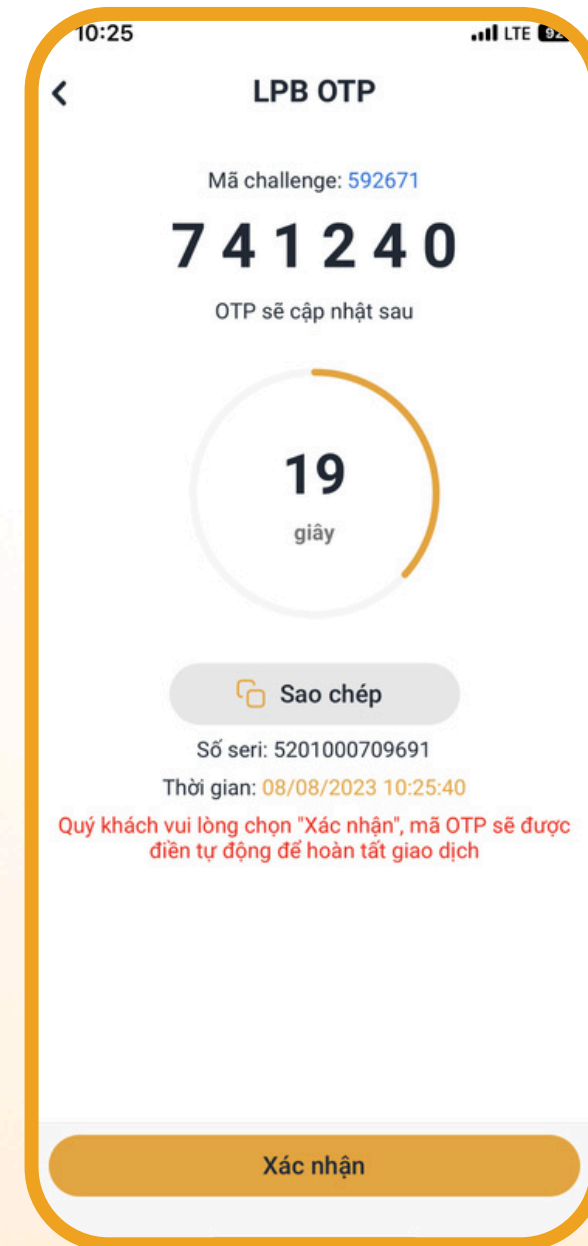 10:25 LTE 92
LPB OTP
Mã challenge: 592671
741240
OTP sẽ cập nhật sau
19
giây
Sao chép
Số seri: 5201000709691
Thời gian: 08/08/2023 10:25:40
Quý khách vui lòng chọn "Xác nhận", mã OTP sẽ được
điền tự động để hoàn tất giao dịch
Xác nhận